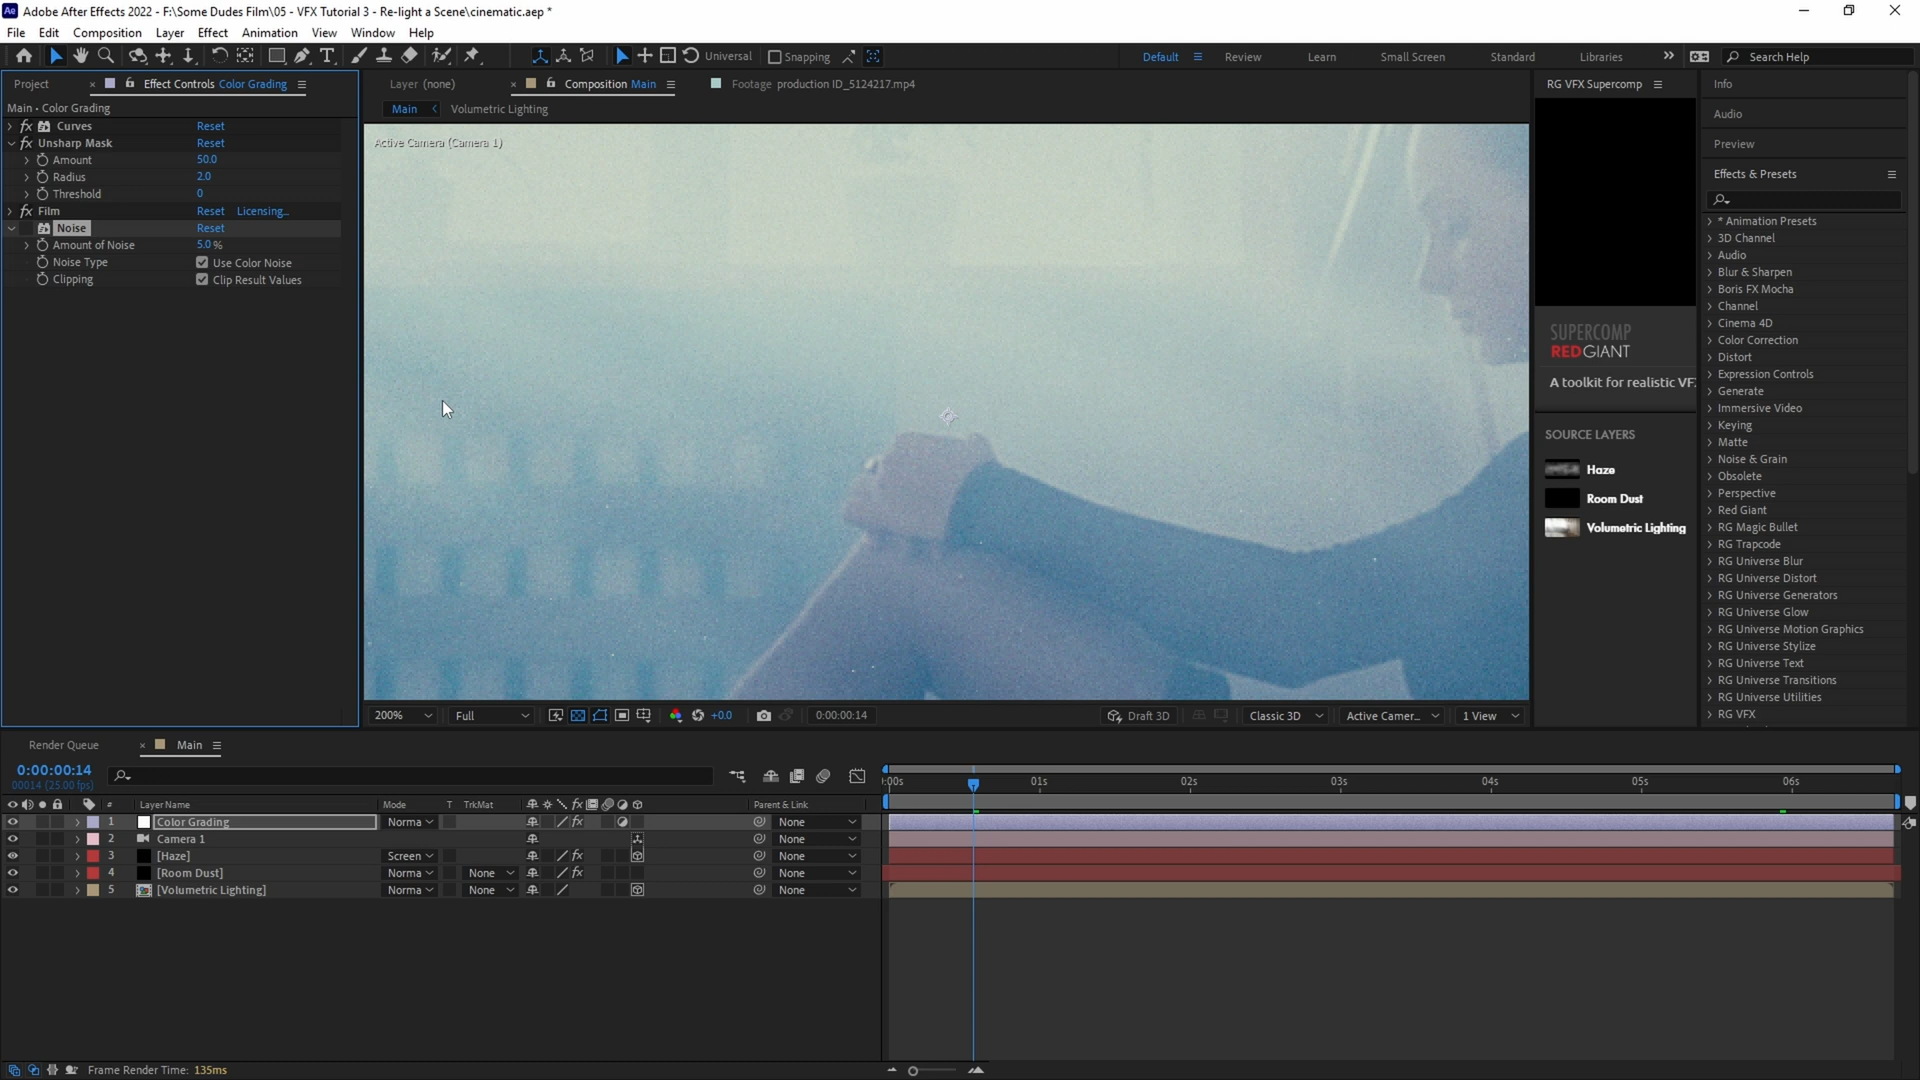 Adobe After Effects 2022 - F:\Some Dudes Film\05 - VFX Tutorial 3 - Re-light a Scene\cinematic.aep *
File Edit Composition Layer Effect Animation View Window Help
Universal Snapping Default Review Learn Small Screen Standard Libraries Search Help
Project Effect Controls Color Grading
Layer (none) Composition Main Footage production ID_5124217.mp4
RG VFX Supercomp
Info
Main • Color Grading
Main Volumetric Lighting
Curves Reset
Unsharp Mask Reset
Amount 50.0
Radius 2.0
Threshold 0
Film Reset Licensing...
Noise Reset
Amount of Noise 5.0 %
Noise Type Use Color Noise
Clipping Clip Result Values
Active Camera (Camera 1)
200% Full +0.0 0:00:00:14 Draft 3D Classic 3D Active Camer... 1 View
SUPERCOMP
REDGIANT
A toolkit for realistic VF
SOURCE LAYERS
Haze
Room Dust
Volumetric Lighting
Audio
Preview
Effects & Presets
* Animation Presets
3D Channel
Audio
Blur & Sharpen
Boris FX Mocha
Channel
Cinema 4D
Color Correction
Distort
Expression Controls
Generate
Immersive Video
Keying
Matte
Noise & Grain
Obsolete
Perspective
Red Giant
RG Magic Bullet
RG Trapcode
RG Universe Blur
RG Universe Distort
RG Universe Generators
RG Universe Glow
RG Universe Motion Graphics
RG Universe Stylize
RG Universe Text
RG Universe Transitions
RG Universe Utilities
RG VFX
Render Queue Main
0:00:00:14
00014 (25.00 fps)
:00s 01s 02s 03s 04s 05s 06s
# Layer Name Mode T TrkMat Parent & Link
1 Color Grading Norma None
2 Camera 1 None
3 [Haze] Screen None
4 [Room Dust] Norma None None
5 [Volumetric Lighting] Norma None None
Frame Render Time: 135ms